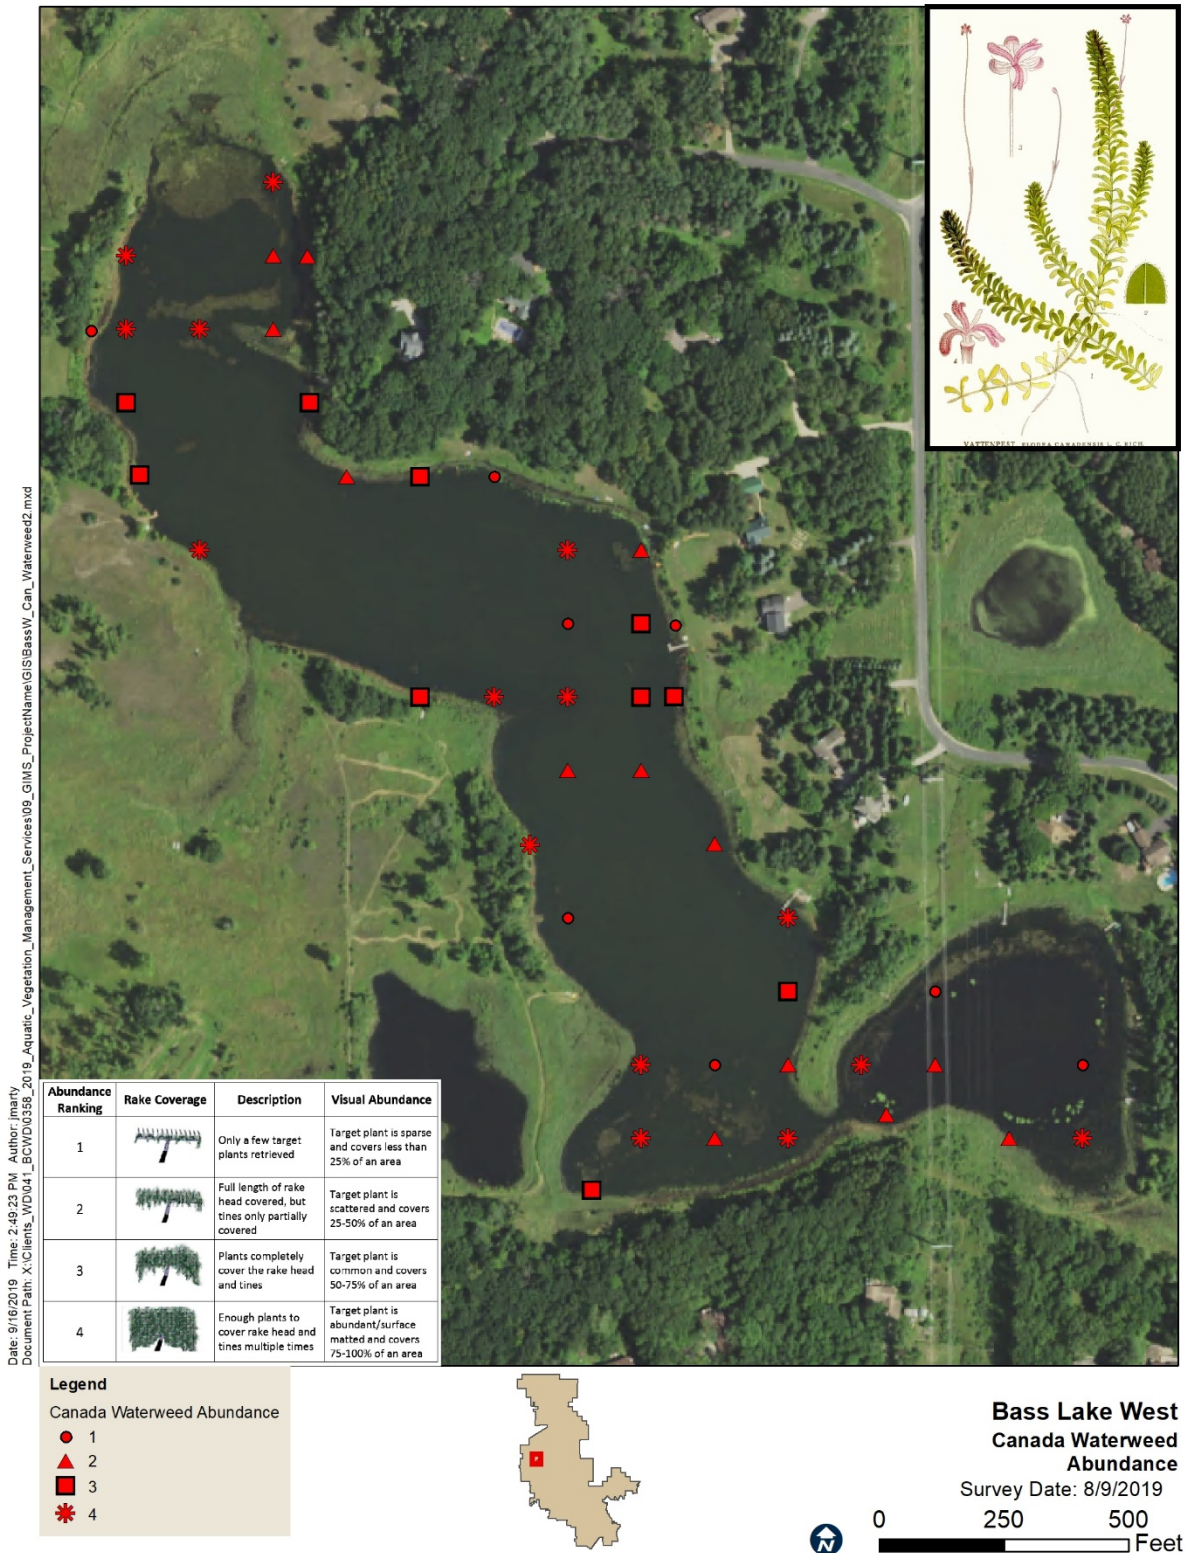 VATTENPEST ELODEA CANADENSIS L. C. RICH.
Date: 9/16/2019 Time: 2:49:23 PM Author: jmarty
Document Path: X:\Clients_WD\041_BCWD\0358_2019_Aquatic_Vegetation_Management_Services\09_GIMS_ProjectName\GIS\BassW_Can_Waterweed2.mxd
Abundance
Ranking
Rake Coverage
Description
Visual Abundance
1
Only a few target
plants retrieved
Target plant is sparse
and covers less than
25% of an area
2
Full length of rake
head covered, but
tines only partially
covered
Target plant is
scattered and covers
25-50% of an area
3
Plants completely
cover the rake head
and tines
Target plant is
common and covers
50-75% of an area
4
Enough plants to
cover rake head and
tines multiple times
Target plant is
abundant/surface
matted and covers
75-100% of an area
Legend
Canada Waterweed Abundance
1
2
3
4
Bass Lake West
Canada Waterweed
Abundance
Survey Date: 8/9/2019
N
0 250 500
Feet